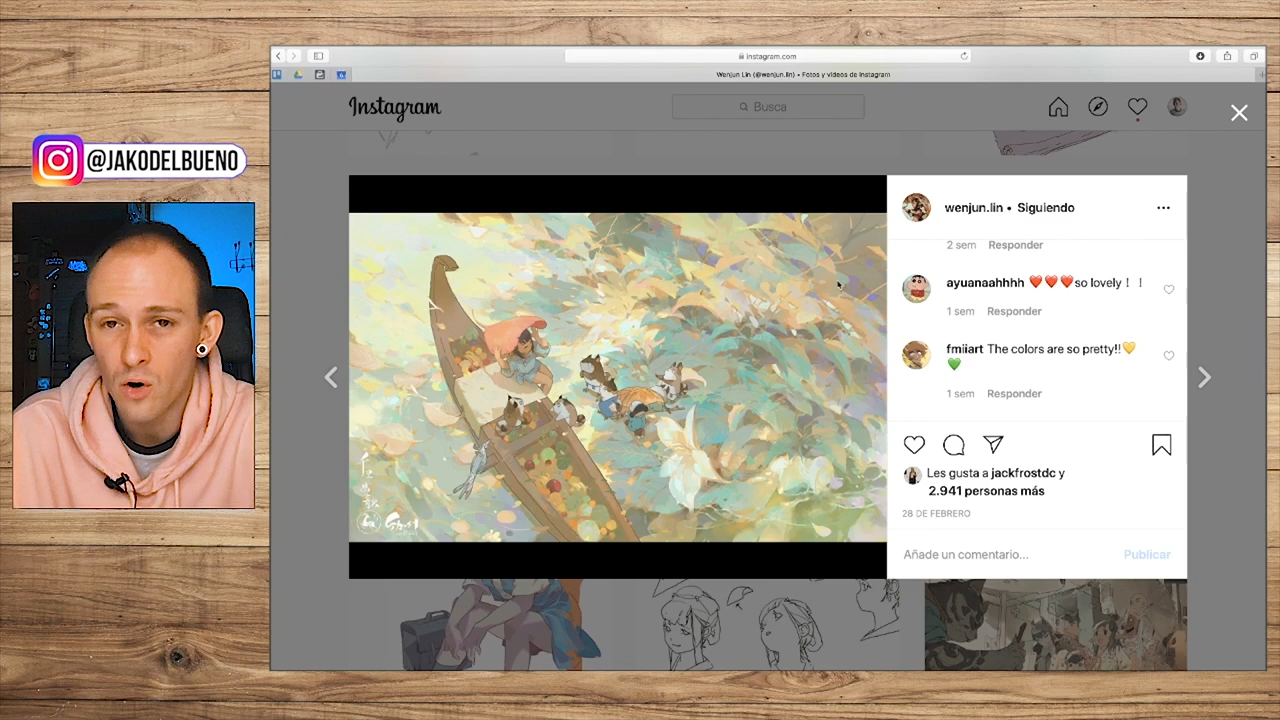 instagram.com
Wenjun Lin (@wenjun.lin) • Fotos y videos de Instagram
Instagram
Busca
@JAKODELBUENO
wenjun.lin • Siguiendo
2 sem Responder
ayuanaahhhh ❤️❤️❤️so lovely！！
1 sem Responder
fmiiart The colors are so pretty!!💛
💚
1 sem Responder
Les gusta a jackfrostdc y
2.941 personas más
28 DE FEBRERO
Añade un comentario... Publicar